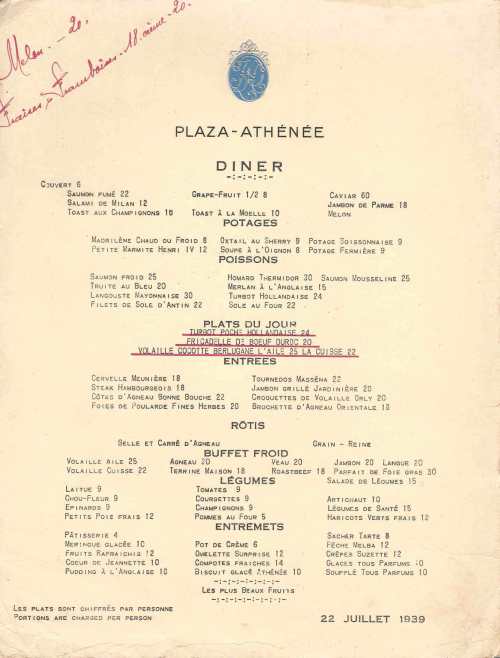 Melon - 20.
Fraises & Framboises. 18. crème. 20.
PLAZA-ATHÉNÉE
DINER
COUVERT 6
SAUMON FUMÉ 22 GRAPE-FRUIT 1/2 8 CAVIAR 60
SALAMI DE MILAN 12 JAMBON DE PARME 18
TOAST AUX CHAMPIGNONS 10 TOAST À LA MOELLE 10 MELON
POTAGES
MADRILÈNE CHAUD OU FROID 8 OXTAIL AU SHERRY 9 POTAGE SOISSONNAISE 9
PETITE MARMITE HENRI IV 12 SOUPE À L'OIGNON 8 POTAGE FERMIÈRE 9
POISSONS
SAUMON FROID 25 HOMARD THERMIDOR 30 SAUMON MOUSSELINE 25
TRUITE AU BLEU 20 MERLAN À L'ANGLAISE 15
LANGOUSTE MAYONNAISE 30 TURBOT HOLLANDAISE 24
FILETS DE SOLE D'ANTIN 22 SOLE AU FOUR 22
PLATS DU JOUR
TURBOT POCHÉ HOLLANDAISE 24
FRICADELLE DE BOEUF DUROC 20
VOLAILLE COCOTTE BERLUGANE L'AILE 25 LA CUISSE 22
ENTREES
CERVELLE MEUNIÈRE 18 TOURNEDOS MASSÉNA 22
STEAK HAMBOURGEOIS 18 JAMBON GRILLÉ JARDINIÈRE 20
CÔTES D'AGNEAU BONNE BOUCHE 22 CROQUETTES DE VOLAILLE ORLY 20
FOIES DE POULARDE FINES HERBES 20 BROCHETTE D'AGNEAU ORIENTALE 18
RÔTIS
SELLE ET CARRÉ D'AGNEAU GRAIN - REINE
BUFFET FROID
VOLAILLE AILE 25 AGNEAU 20 VEAU 20 JAMBON 20 LANGUE 20
VOLAILLE CUISSE 22 TERRINE MAISON 18 ROASTBEEF 18 PARFAIT DE FOIE GRAS 30
LÉGUMES SALADE DE LÉGUMES 15
LAITUE 9 TOMATES 9
CHOU-FLEUR 9 COURGETTES 9 ARTICHAUT 10
EPINARDS 9 CHAMPIGNONS 9 LÉGUMES DE SANTÉ 15
PETITS POIS FRAIS 12 POMMES AU FOUR 5 HARICOTS VERTS FRAIS 12
ENTREMETS
PÂTISSERIE 4 SACHER TARTE 8
MERINGUE GLACÉE 10 POT DE CRÈME 6 PÊCHE MELBA 12
FRUITS RAFRAICHIS 12 OMELETTE SURPRISE 12 CRÊPES SUZETTE 12
COEUR DE JEANNETTE 10 COMPOTES FRAICHES 14 GLACES TOUS PARFUMS 10
PUDDING À L'ANGLAISE 10 BISCUIT GLACÉ ATHÉNÉE 10 SOUFFLÉ TOUS PARFUMS 10
LES PLUS BEAUX FRUITS
LES PLATS SONT CHIFFRÉS PAR PERSONNE
PORTIONS ARE CHARGED PER PERSON 22 JUILLET 1939